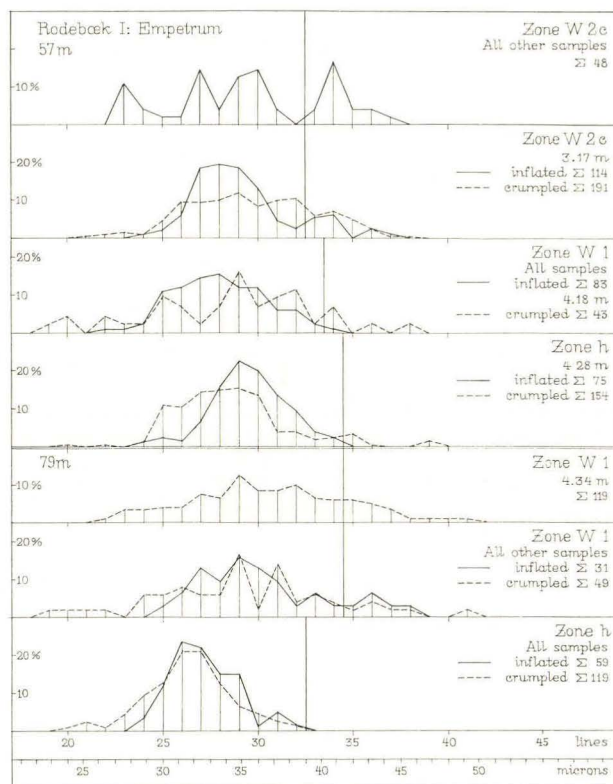 Rodebæk I: Empetrum
57m
Zone W 2c
All other samples
Σ 48
10%
Zone W 2c
3.17 m
inflated Σ 114
crumpled Σ 191
20%
10
Zone W 1
All samples
inflated Σ 83
4.18 m
crumpled Σ 43
20%
10
Zone h
4.28 m
inflated Σ 75
crumpled Σ 154
20%
10
79m
Zone W 1
4.34 m
Σ 119
10%
Zone W 1
All other samples
inflated Σ 31
crumpled Σ 49
20%
10
Zone h
All samples
inflated Σ 59
crumpled Σ 119
20%
10
20 25 30 35 40 45 lines
25 30 35 40 45 50 microns